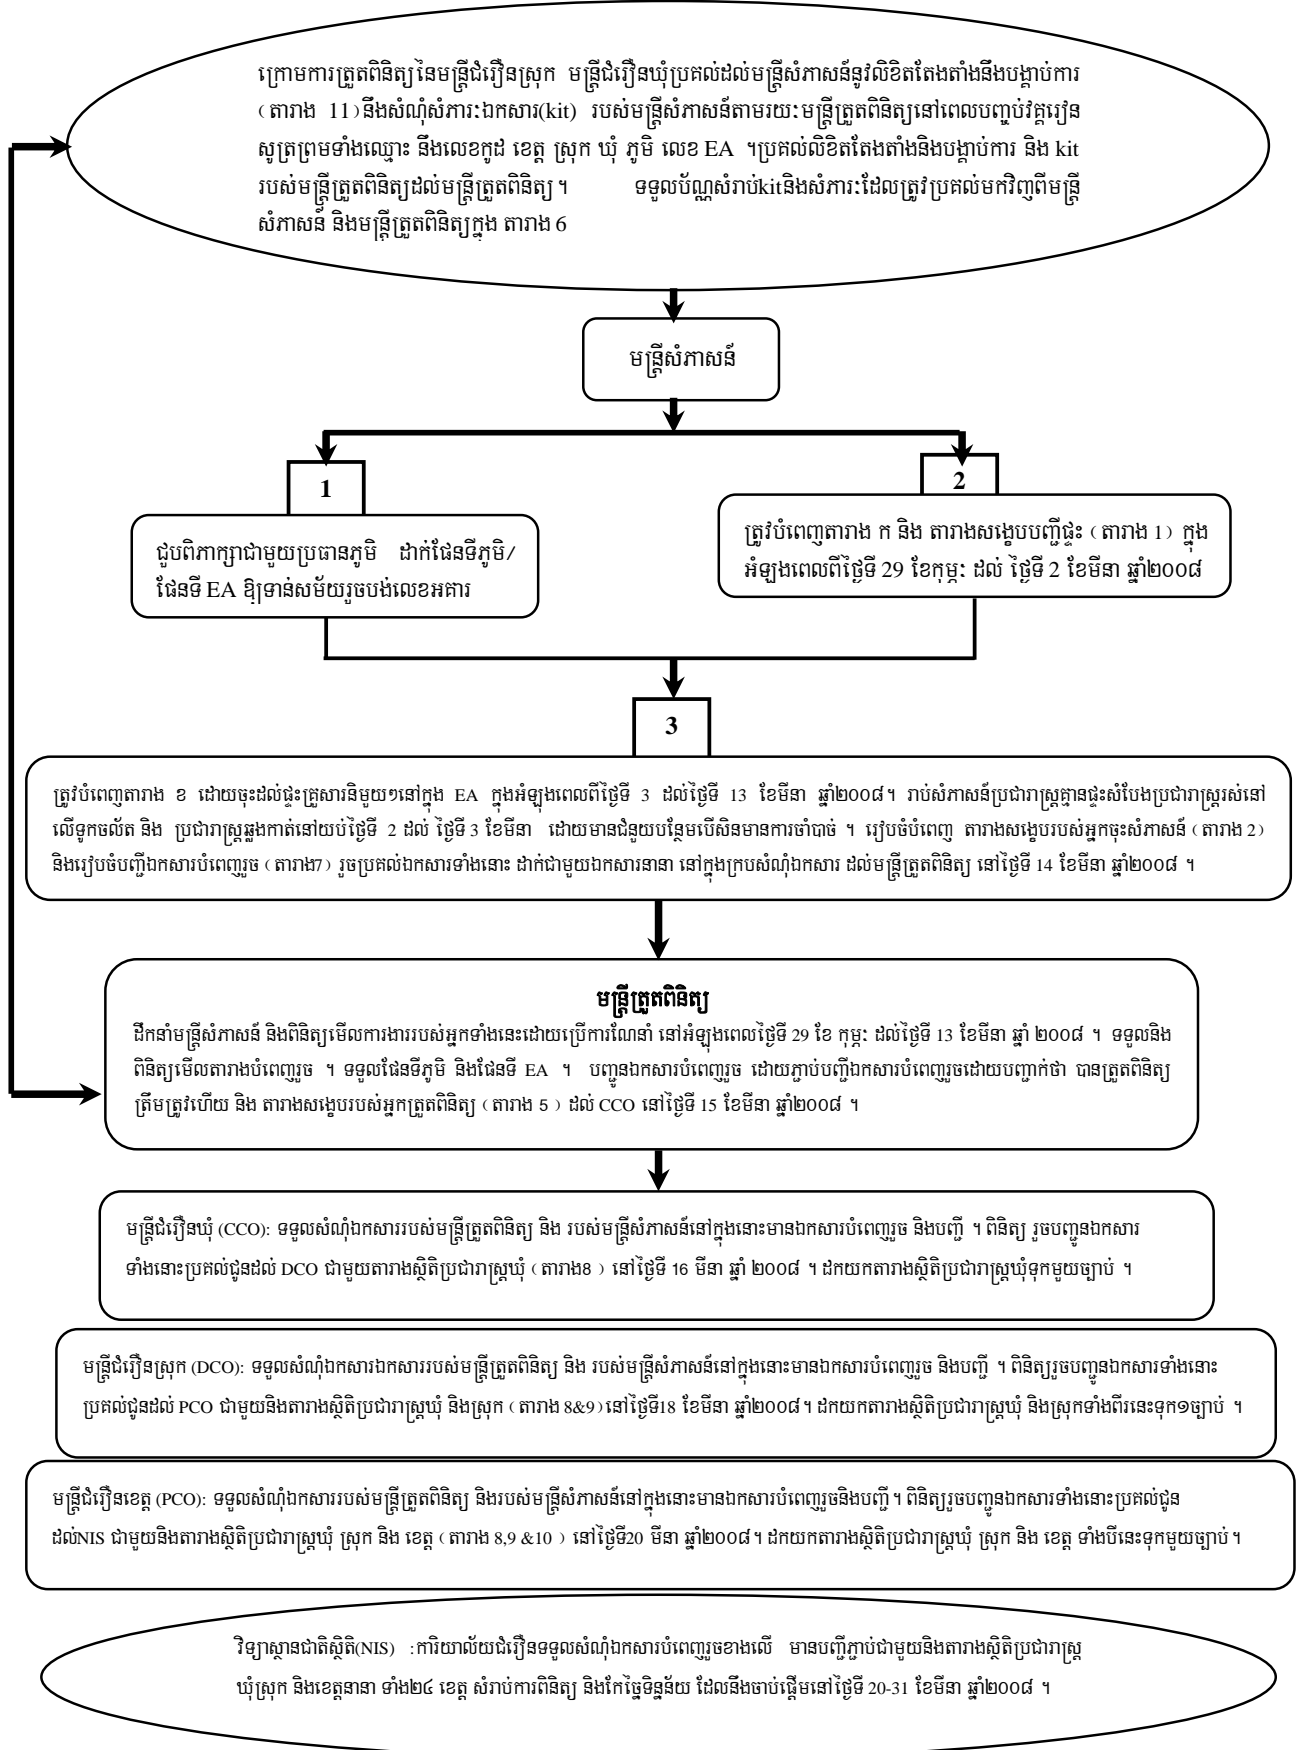 ក្រោមការត្រួតពិនិត្យនៃមន្ត្រីជំរឿនស្រុក មន្ត្រីជំរឿនឃុំប្រគល់ដល់មន្ត្រីសំភាសន៍នូវលិខិតតែងតាំងនឹងបង្គាប់ការ
(តារាង 11)នឹងសំណុំសំភារៈឯកសារ(kit) របស់មន្ត្រីសំភាសន៍តាមរយៈមន្ត្រីត្រួតពិនិត្យនៅពេលបញ្ចប់វគ្គរៀន
សូត្រព្រមទាំងឈ្មោះ នឹងលេខកូដ ខេត្ត ស្រុក ឃុំ ភូមិ លេខ EA ។ប្រគល់លិខិតតែងតាំងនិងបង្គាប់ការ និង kit
របស់មន្ត្រីត្រួតពិនិត្យដល់មន្ត្រីត្រួតពិនិត្យ។ ទទួលប័ណ្ណសំរាប់kitនិងសំភារៈដែលត្រូវប្រគល់មកវិញពីមន្ត្រី
សំភាសន៍ និងមន្ត្រីត្រួតពិនិត្យក្នុង តារាង 6
មន្ត្រីសំភាសន៍
1
2
ជួបពិភាក្សាជាមួយប្រធានភូមិ ដាក់ផែនទីភូមិ/
ផែនទី EA ឱ្យទាន់សម័យរួចបង់លេខអគារ
ត្រូវបំពេញតារាង ក និង តារាងសង្ខេបបញ្ជីផ្ទះ (តារាង 1) ក្នុង
អំឡុងពេលពីថ្ងៃទី 29 ខែកុម្ភៈ ដល់ ថ្ងៃទី 2 ខែមីនា ឆ្នាំ២០០៨
3
ត្រូវបំពេញតារាង ខ ដោយចុះដល់ផ្ទះគ្រួសារនិមួយៗនៅក្នុង EA ក្នុងអំឡុងពេលពីថ្ងៃទី 3 ដល់ថ្ងៃទី 13 ខែមីនា ឆ្នាំ២០០៨។ រាប់សំភាសន៍ប្រជារាស្ត្រគ្មានផ្ទះសំបែងប្រជារាស្ត្ររស់នៅ
លើទូកចល័ត និង ប្រជារាស្ត្រឆ្លងកាត់នៅយប់ថ្ងៃទី 2 ដល់ ថ្ងៃទី 3 ខែមីនា ដោយមានជំនួយបន្ថែមបើសិនមានការចាំបាច់ ។ រៀបចំបំពេញ តារាងសង្ខេបរបស់អ្នកចុះសំភាសន៍ (តារាង 2)
និងរៀបចំបញ្ជីឯកសារបំពេញរួច (តារាង7) រួចប្រគល់ឯកសារទាំងនោះ ដាក់ជាមួយឯកសារនានា នៅក្នុងក្របសំណុំឯកសារ ដល់មន្ត្រីត្រួតពិនិត្យ នៅថ្ងៃទី 14 ខែមីនា ឆ្នាំ២០០៨ ។
មន្ត្រីត្រួតពិនិត្យ
ដឹកនាំមន្ត្រីសំភាសន៍ និងពិនិត្យមើលការងាររបស់អ្នកទាំងនេះដោយប្រើការណែនាំ នៅអំឡុងពេលថ្ងៃទី 29 ខែ កុម្ភៈ ដល់ថ្ងៃទី 13 ខែមីនា ឆ្នាំ ២០០៨ ។ ទទួលនិង
ពិនិត្យមើលតារាងបំពេញរួច ។ ទទួលផែនទីភូមិ និងផែនទី EA ។ បញ្ជូនឯកសារបំពេញរួច ដោយភ្ជាប់បញ្ជីឯកសារបំពេញរួចដោយបញ្ជាក់ថា បានត្រួតពិនិត្យ
ត្រឹមត្រូវហើយ និង តារាងសង្ខេបរបស់អ្នកត្រួតពិនិត្យ (តារាង 5 ) ដល់ CCO នៅថ្ងៃទី 15 ខែមីនា ឆ្នាំ២០០៨ ។
មន្ត្រីជំរឿនឃុំ (CCO): ទទួលសំណុំឯកសាររបស់មន្ត្រីត្រួតពិនិត្យ និង របស់មន្ត្រីសំភាសន៍នៅក្នុងនោះមានឯកសារបំពេញរួច និងបញ្ជី ។ ពិនិត្យ រួចបញ្ជូនឯកសារ
ទាំងនោះប្រគល់ជូនដល់ DCO ជាមួយតារាងស្ថិតិប្រជារាស្ត្រឃុំ (តារាង8 ) នៅថ្ងៃទី 16 មីនា ឆ្នាំ ២០០៨ ។ ដកយកតារាងស្ថិតិប្រជារាស្ត្រឃុំទុកមួយច្បាប់ ។
មន្ត្រីជំរឿនស្រុក (DCO): ទទួលសំណុំឯកសារឯកសាររបស់មន្ត្រីត្រួតពិនិត្យ និង របស់មន្ត្រីសំភាសន៍នៅក្នុងនោះមានឯកសារបំពេញរួច និងបញ្ជី ។ ពិនិត្យរួចបញ្ជូនឯកសារទាំងនោះ
ប្រគល់ជូនដល់ PCO ជាមួយនិងតារាងស្ថិតិប្រជារាស្ត្រឃុំ និងស្រុក (តារាង 8&9)នៅថ្ងៃទី18 ខែមីនា ឆ្នាំ២០០៨។ ដកយកតារាងស្ថិតិប្រជារាស្ត្រឃុំ និងស្រុកទាំងពីរនេះទុក១ច្បាប់ ។
មន្ត្រីជំរឿនខេត្ត (PCO): ទទួលសំណុំឯកសាររបស់មន្ត្រីត្រួតពិនិត្យ និងរបស់មន្ត្រីសំភាសន៍នៅក្នុងនោះមានឯកសារបំពេញរួចនិងបញ្ជី។ ពិនិត្យរួចបញ្ជូនឯកសារទាំងនោះប្រគល់ជូន
ដល់NIS ជាមួយនិងតារាងស្ថិតិប្រជារាស្ត្រឃុំ ស្រុក និង ខេត្ត (តារាង 8,9 &10 ) នៅថ្ងៃទី20 មីនា ឆ្នាំ២០០៨។ ដកយកតារាងស្ថិតិប្រជារាស្ត្រឃុំ ស្រុក និង ខេត្ត ទាំងបីនេះទុកមួយច្បាប់។
វិទ្យាស្ថានជាតិស្ថិតិ(NIS) :ការិយាល័យជំរឿនទទួលសំណុំឯកសារបំពេញរួចខាងលើ មានបញ្ជីភ្ជាប់ជាមួយនិងតារាងស្ថិតិប្រជារាស្ត្រ
ឃុំស្រុក និងខេត្តនានា ទាំង២៤ ខេត្ត សំរាប់ការពិនិត្យ និងកែច្នៃទិន្នន័យ ដែលនឹងចាប់ផ្តើមនៅថ្ងៃទី 20-31 ខែមីនា ឆ្នាំ២០០៨ ។